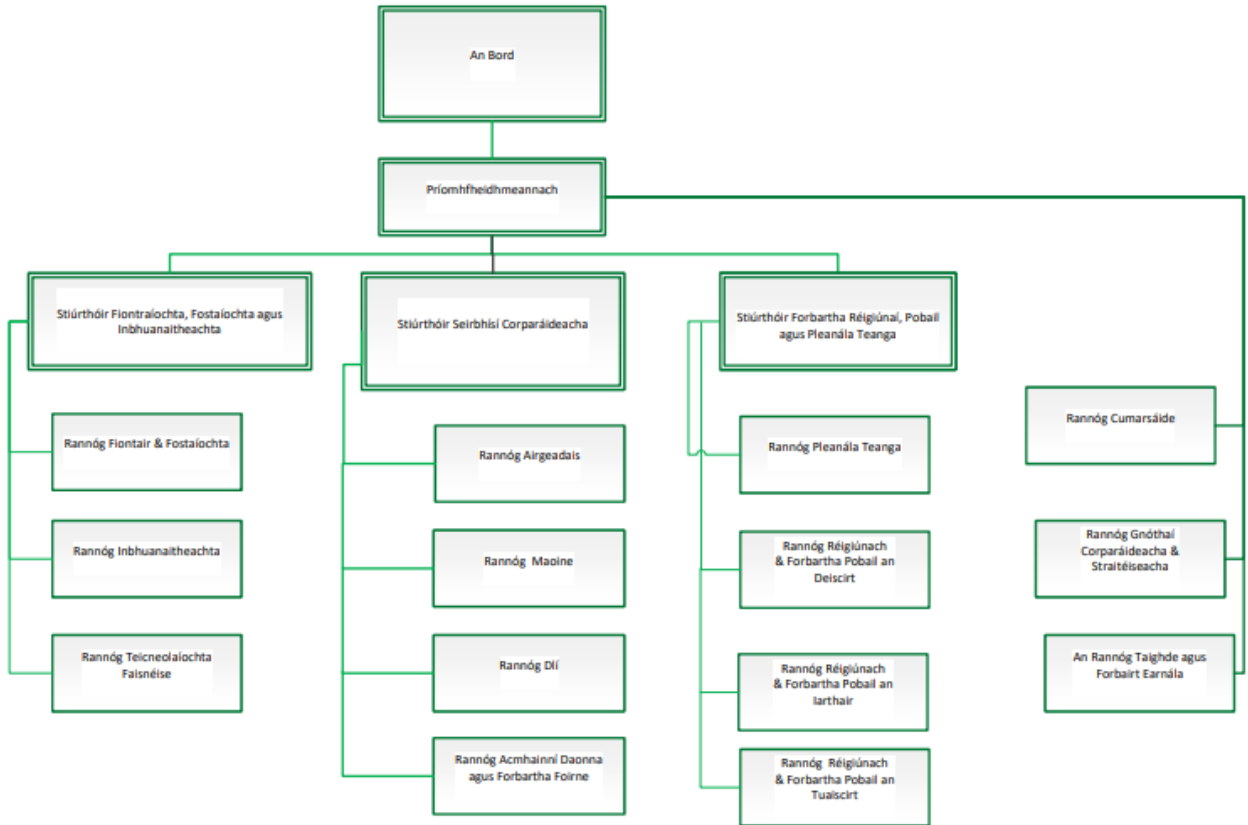 An Bord
Príomhfheidhmeannach
Stiúrthóir Fiontraíochta, Fostaíochta agus
Inbhuanaitheachta
Stiúrthóir Seirbhísí Corparáideacha
Stiúrthóir Forbartha Réigiúnaí, Pobail
agus Pleanála Teanga
Rannóg Fiontair & Fostaíochta
Rannóg Inbhuanaitheachta
Rannóg Teicneolaíochta
Faisnéise
Rannóg Airgeadais
Rannóg Maoine
Rannóg Dlí
Rannóg Acmhainní Daonna
agus Forbartha Foirne
Rannóg Pleanála Teanga
Rannóg Réigiúnach
& Forbartha Pobail an
Deiscirt
Rannóg Réigiúnach
& Forbartha Pobail an
Iarthair
Rannóg Réigiúnach
& Forbartha Pobail an
Tuaiscirt
Rannóg Cumarsáide
Rannóg Gnóthaí
Corparáideacha &
Straitéiseacha
An Rannóg Taighde agus
Forbairt Earnála